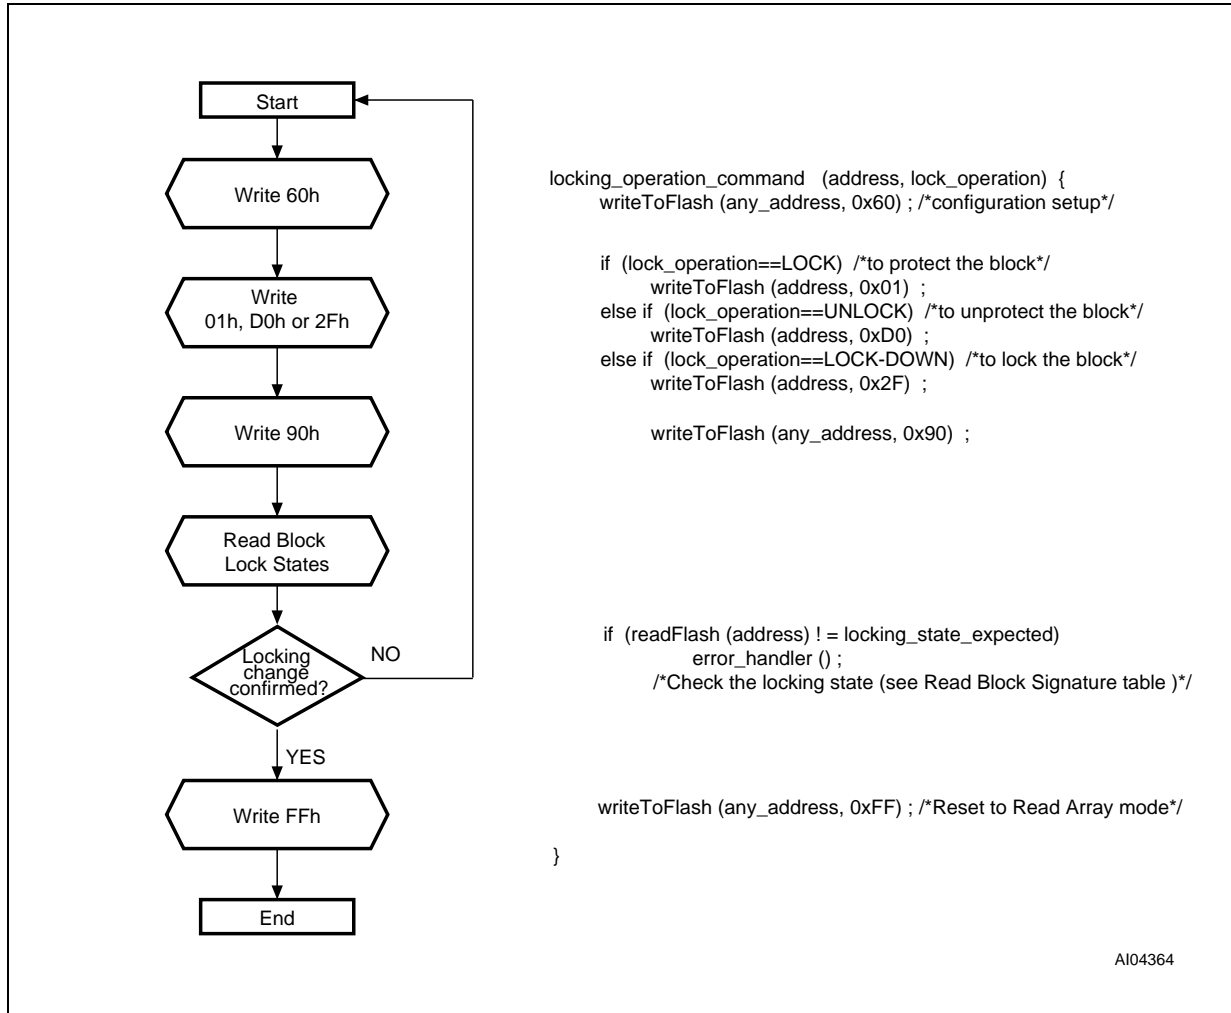 Start
Write 60h
Write
01h, D0h or 2Fh
Write 90h
Read Block
Lock States
Locking
change
confirmed?
NO
YES
Write FFh
End
locking_operation_command (address, lock_operation) {
writeToFlash (any_address, 0x60) ; /*configuration setup*/
if (lock_operation==LOCK) /*to protect the block*/
writeToFlash (address, 0x01) ;
else if (lock_operation==UNLOCK) /*to unprotect the block*/
writeToFlash (address, 0xD0) ;
else if (lock_operation==LOCK-DOWN) /*to lock the block*/
writeToFlash (address, 0x2F) ;
writeToFlash (any_address, 0x90) ;
if (readFlash (address) ! = locking_state_expected)
error_handler () ;
/*Check the locking state (see Read Block Signature table )*/
writeToFlash (any_address, 0xFF) ; /*Reset to Read Array mode*/
}
AI04364